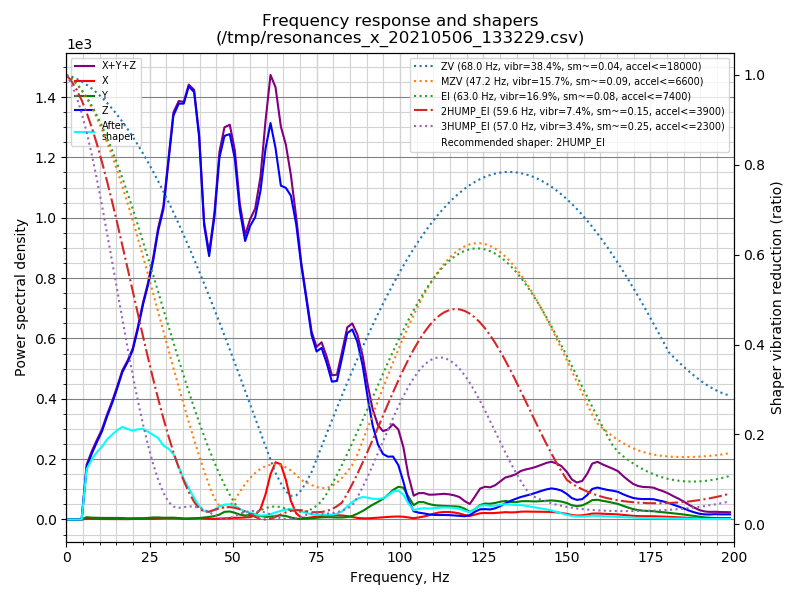 Frequency response and shapers
(/tmp/resonances_x_20210506_133229.csv)
1e3
X+Y+Z
X
Y
Z
After
shaper
ZV (68.0 Hz, vibr=38.4%, sm~=0.04, accel<=18000)
MZV (47.2 Hz, vibr=15.7%, sm~=0.09, accel<=6600)
EI (63.0 Hz, vibr=16.9%, sm~=0.08, accel<=7400)
2HUMP_EI (59.6 Hz, vibr=7.4%, sm~=0.15, accel<=3900)
3HUMP_EI (57.0 Hz, vibr=3.4%, sm~=0.25, accel<=2300)
Recommended shaper: 2HUMP_EI
Power spectral density
1.4
1.2
1.0
0.8
0.6
0.4
0.2
0.0
1.0
0.8
0.6
0.4
0.2
0.0
Shaper vibration reduction (ratio)
0 25 50 75 100 125 150 175 200
Frequency, Hz